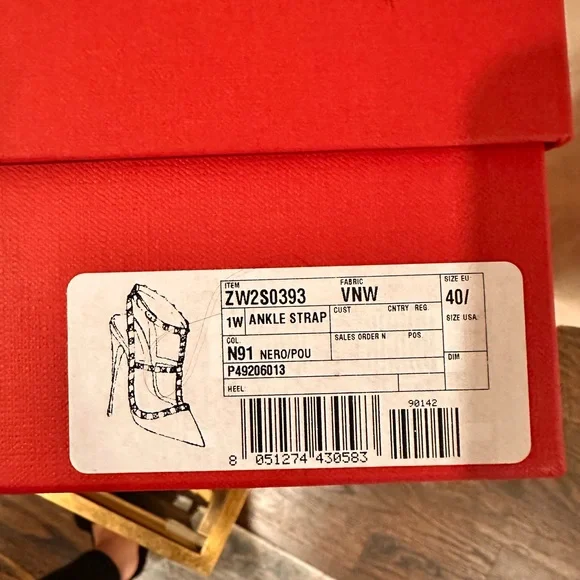 ITEM FABRIC SIZE EU
ZW2S0393 VNW 40/
CUST CNTRY REG.
1W ANKLE STRAP SIZE USA
COL. SALES ORDER N POS.
N91 NERO/POU
P49206013 DIM
HEEL
90142
8 051274 430583